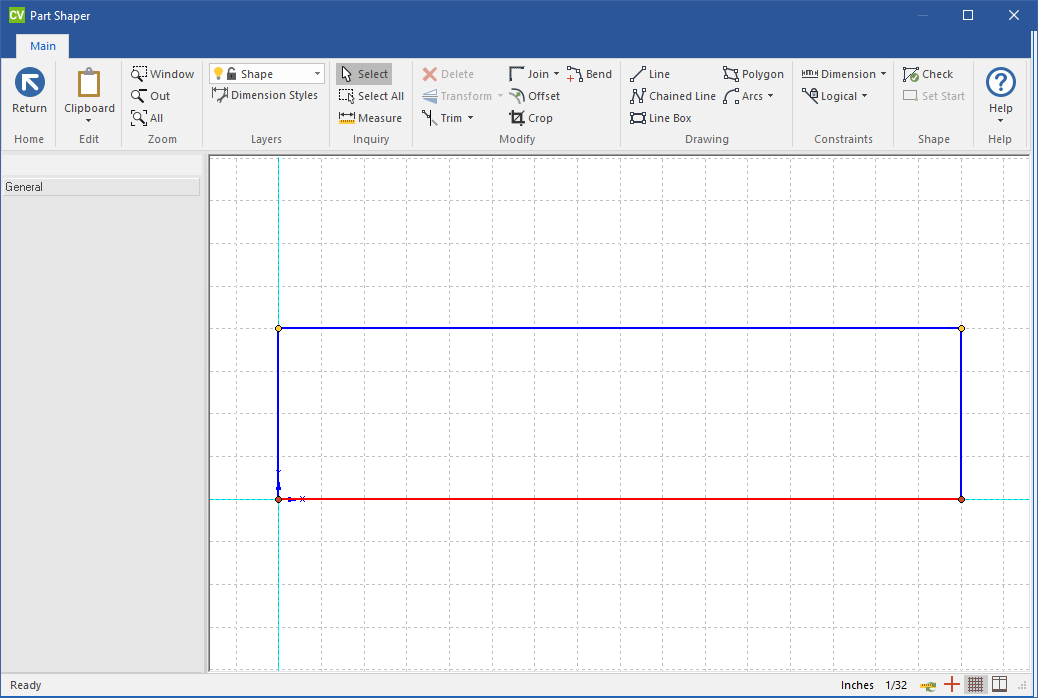 CV Part Shaper
Main
Return
Home
Clipboard
Edit
Window
Out
All
Zoom
Shape
Dimension Styles
Layers
Select
Select All
Measure
Inquiry
Delete
Transform
Trim
Join
Offset
Crop
Bend
Modify
Line
Chained Line
Line Box
Polygon
Arcs
Drawing
Dimension
Logical
Constraints
Check
Set Start
Shape
Help
Help
General
X
Ready
Inches 1/32